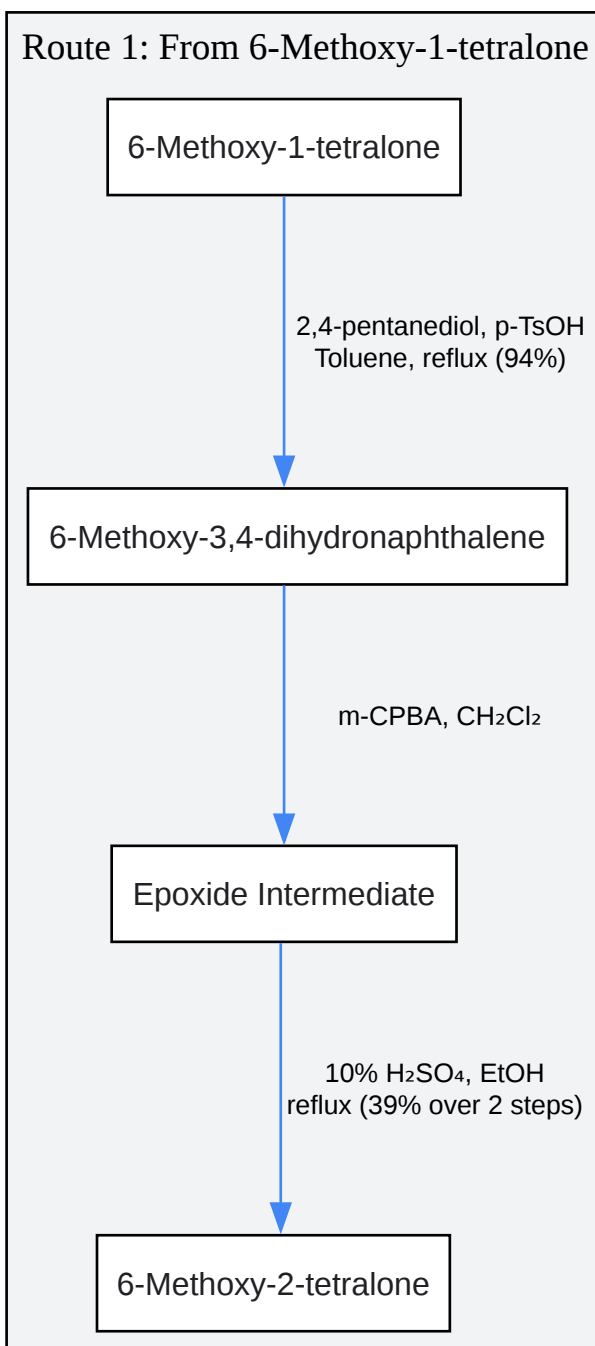 Route 1: From 6-Methoxy-1-tetralone
6-Methoxy-1-tetralone
2,4-pentanediol, p-TsOH
Toluene, reflux (94%)
6-Methoxy-3,4-dihydronaphthalene
m-CPBA, CH₂Cl₂
Epoxide Intermediate
10% H₂SO₄, EtOH
reflux (39% over 2 steps)
6-Methoxy-2-tetralone